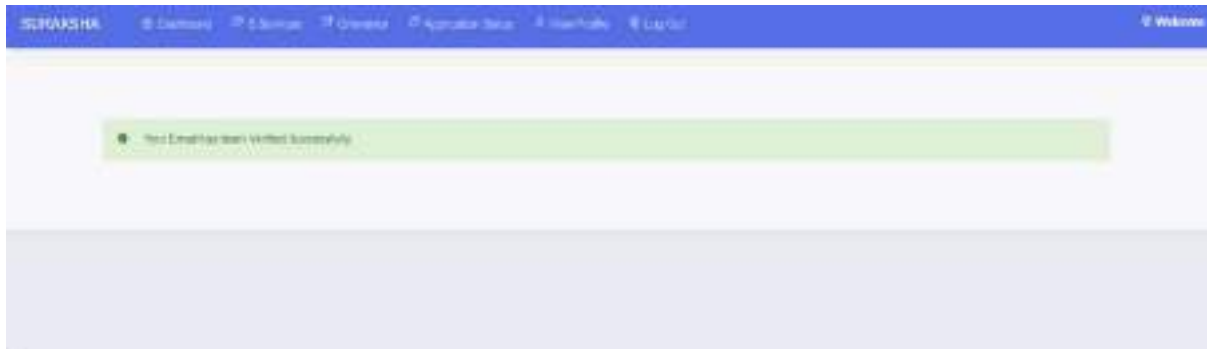 SURAKSHA Dashboard E-Services Grievance Application Status View Profile Log Out Welcome
Your Email has been Verified Successfully